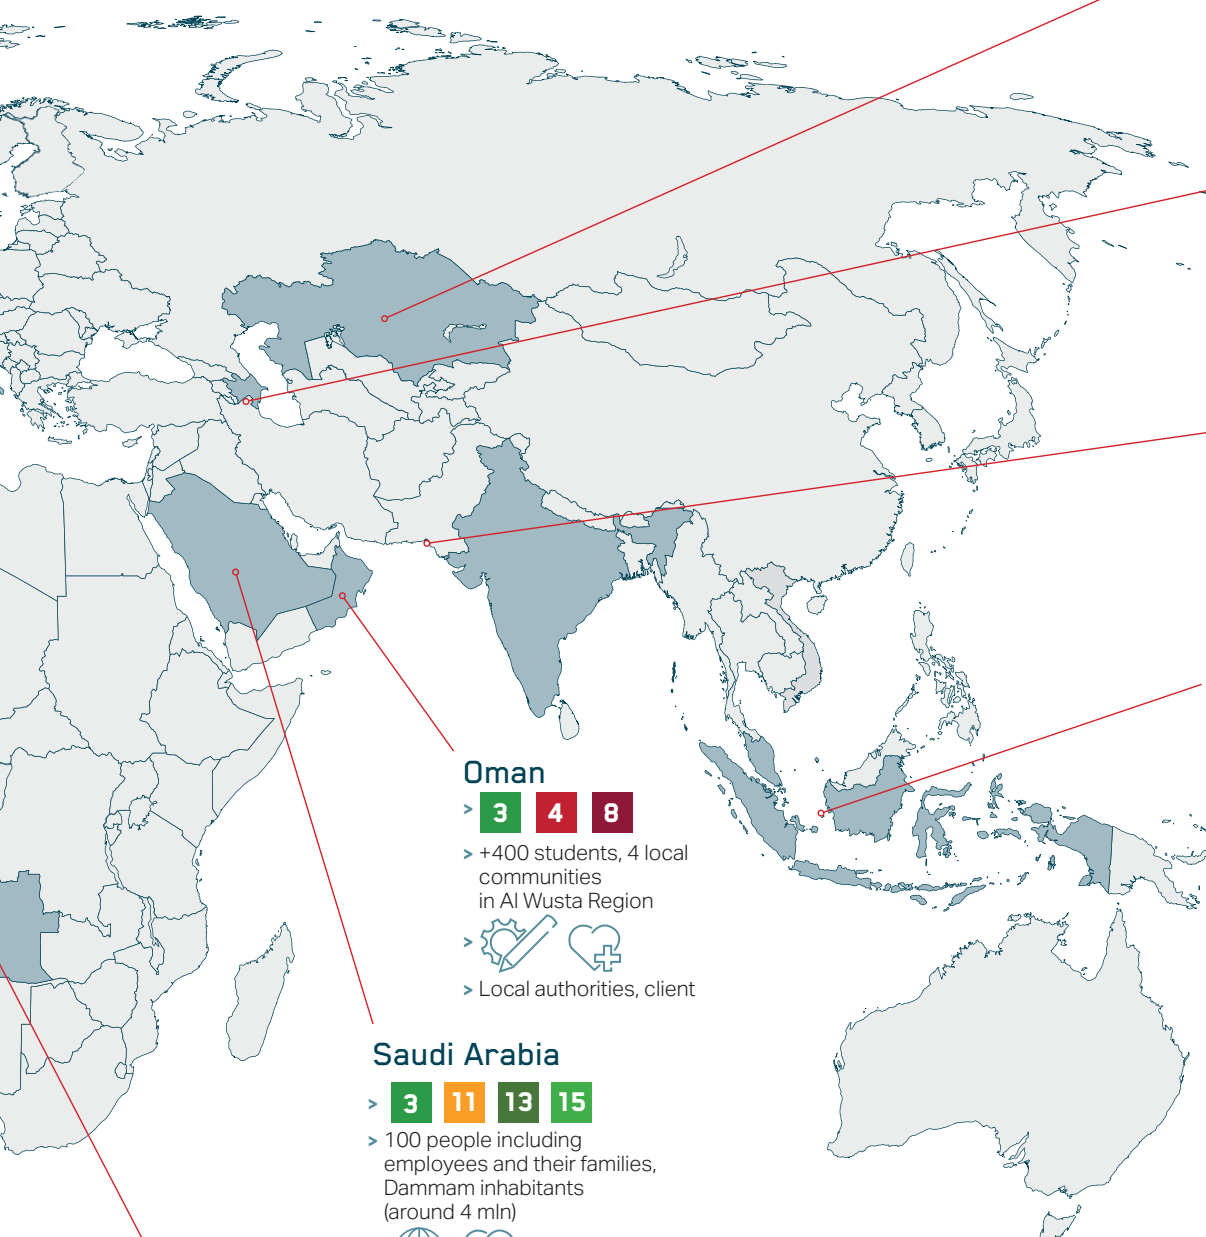 Oman
> 3 4 8
> +400 students, 4 local
communities
in Al Wusta Region
>
> Local authorities, client
Saudi Arabia
> 3 11 13 15
> 100 people including
employees and their families,
Dammam inhabitants
(around 4 mln)